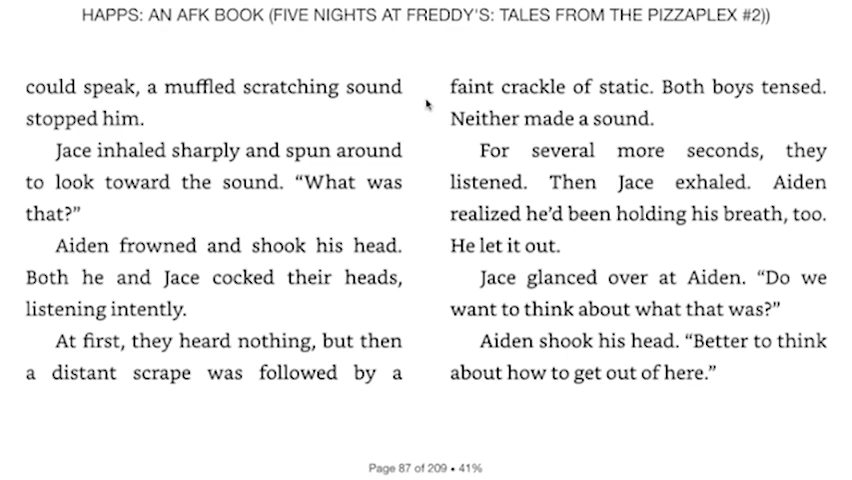 HAPPS: AN AFK BOOK (FIVE NIGHTS AT FREDDY'S: TALES FROM THE PIZZAPLEX #2))
could speak, a muffled scratching sound
stopped him.
Jace inhaled sharply and spun around
to look toward the sound. “What was
that?”
Aiden frowned and shook his head.
Both he and Jace cocked their heads,
listening intently.
At first, they heard nothing, but then
a distant scrape was followed by a
faint crackle of static. Both boys tensed.
Neither made a sound.
For several more seconds, they
listened. Then Jace exhaled. Aiden
realized he’d been holding his breath, too.
He let it out.
Jace glanced over at Aiden. “Do we
want to think about what that was?”
Aiden shook his head. “Better to think
about how to get out of here.”
Page 87 of 209 • 41%